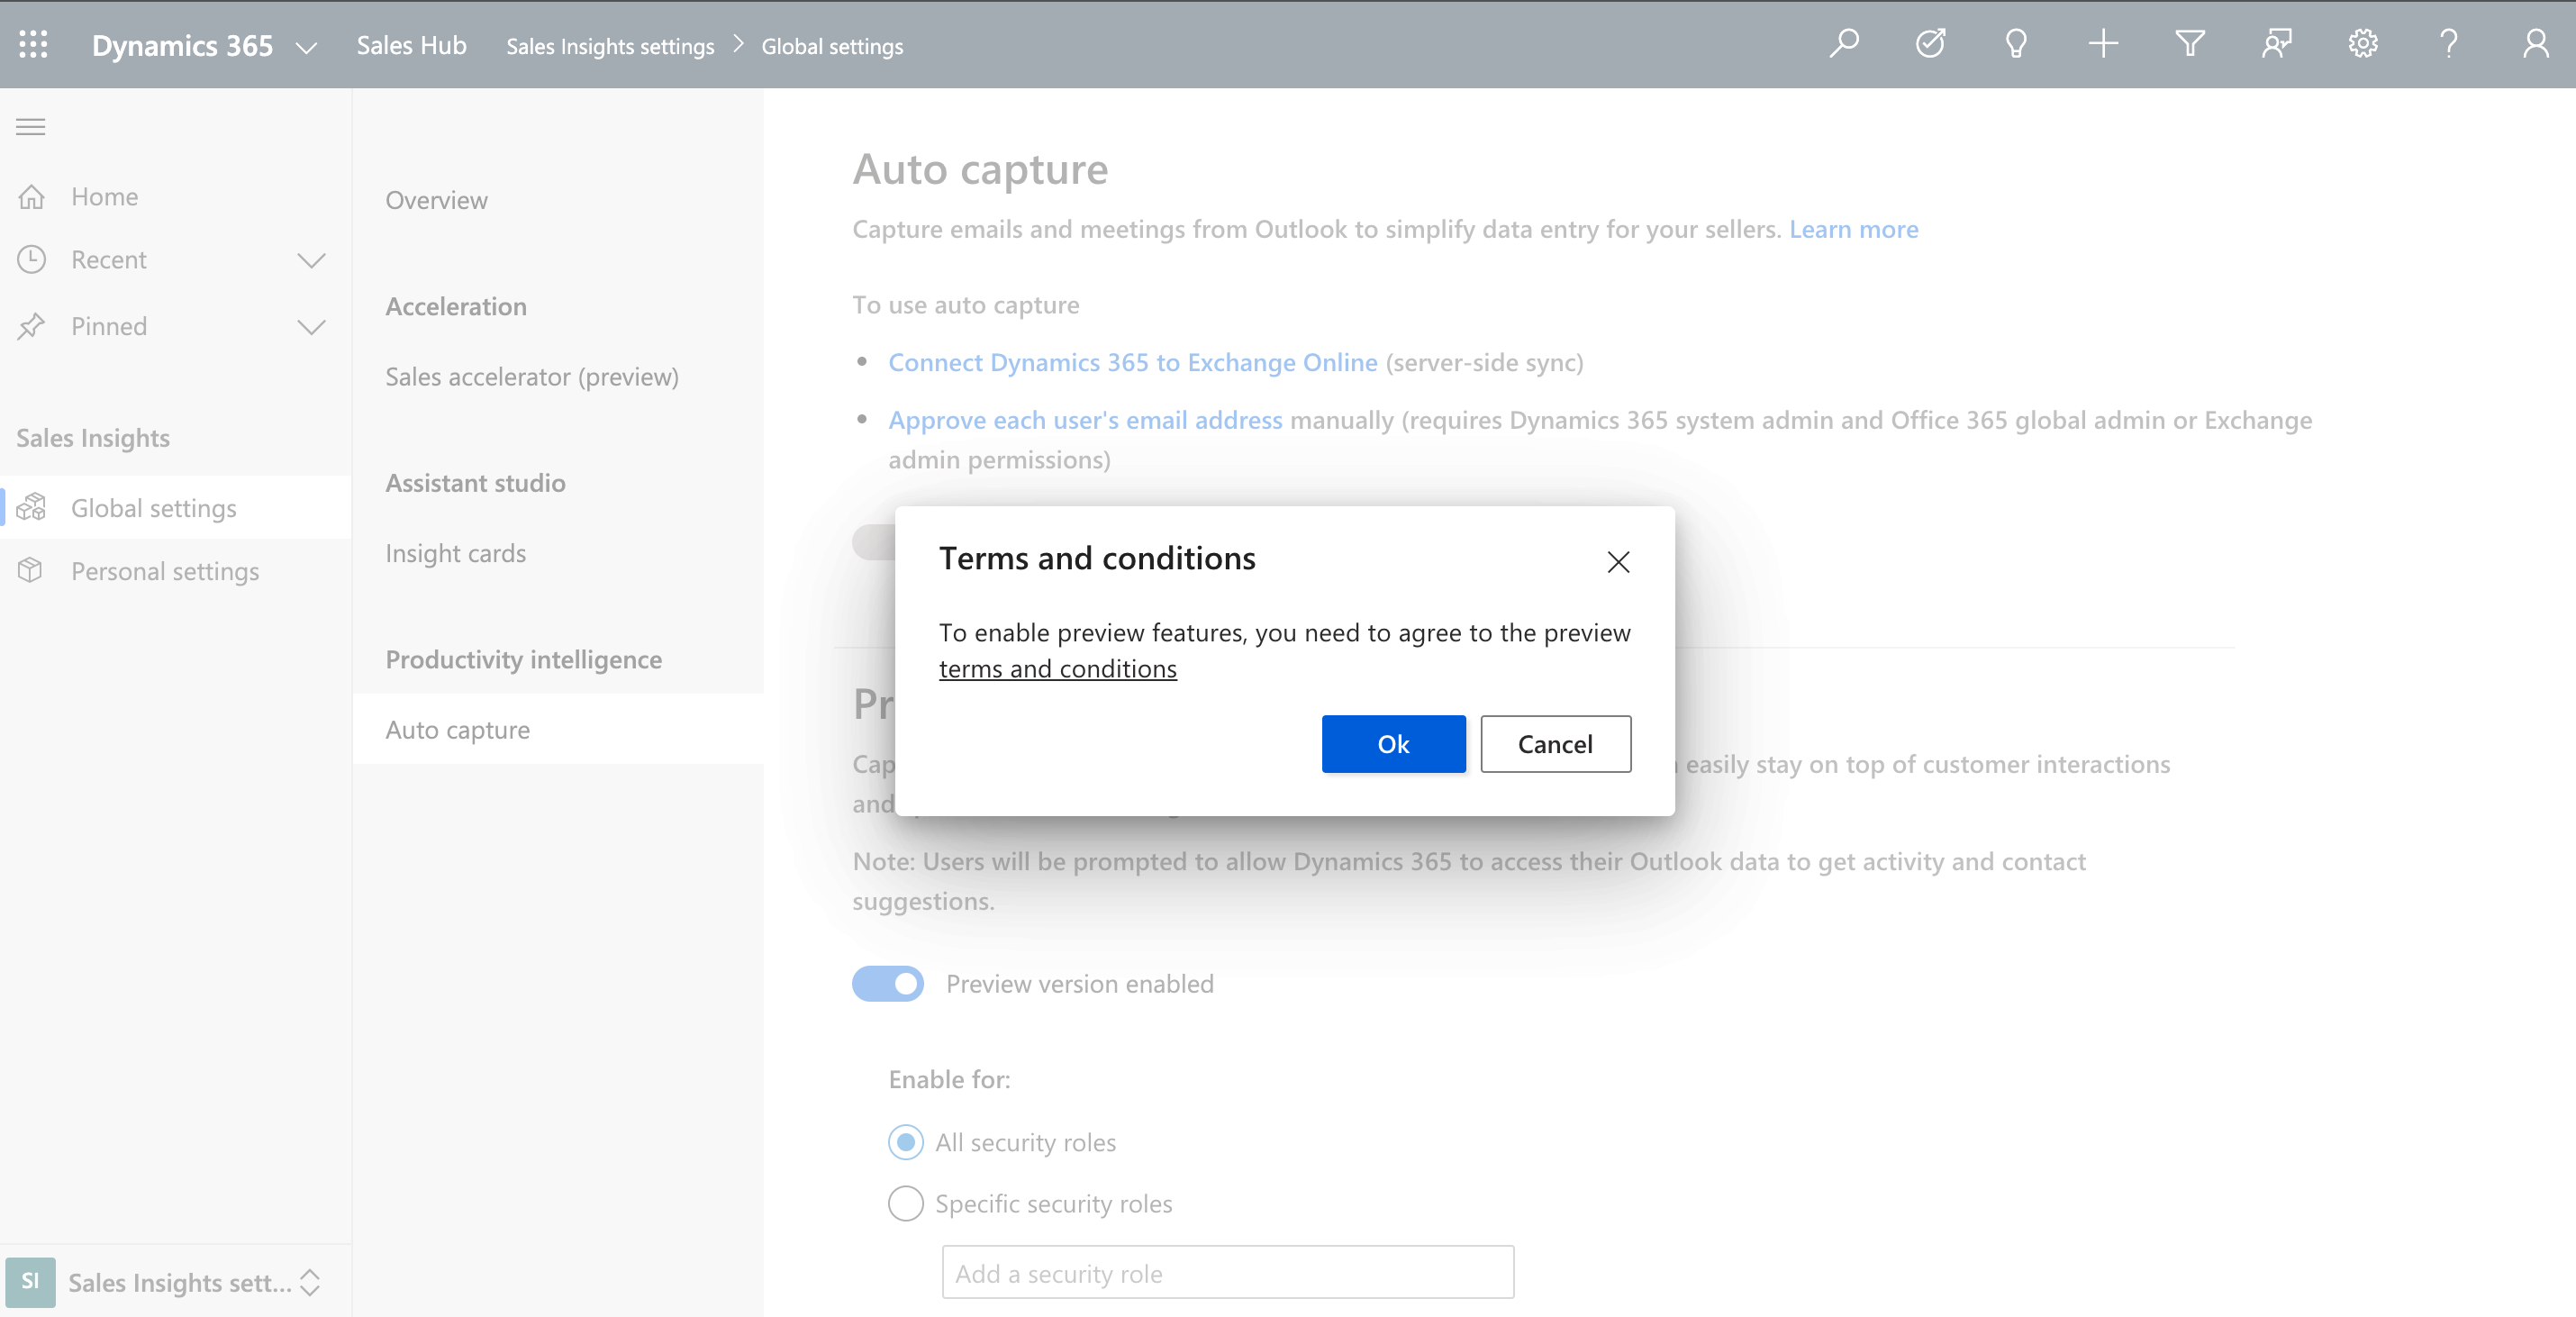 Dynamics 365
Sales Hub
Sales Insights settings
Global settings
Home
Recent
Pinned
Sales Insights
Global settings
Personal settings
SI
Sales Insights sett...
Overview
Acceleration
Sales accelerator (preview)
Assistant studio
Insight cards
Productivity intelligence
Auto capture
Auto capture
Capture emails and meetings from Outlook to simplify data entry for your sellers. Learn more
To use auto capture
• Connect Dynamics 365 to Exchange Online (server-side sync)
• Approve each user's email address manually (requires Dynamics 365 system admin and Office 365 global admin or Exchange
admin permissions)
Terms and conditions
To enable preview features, you need to agree to the preview
terms and conditions
Ok
Cancel
easily stay on top of customer interactions
and
Note: Users will be prompted to allow Dynamics 365 to access their Outlook data to get activity and contact
suggestions.
Preview version enabled
Enable for:
All security roles
Specific security roles
Add a security role